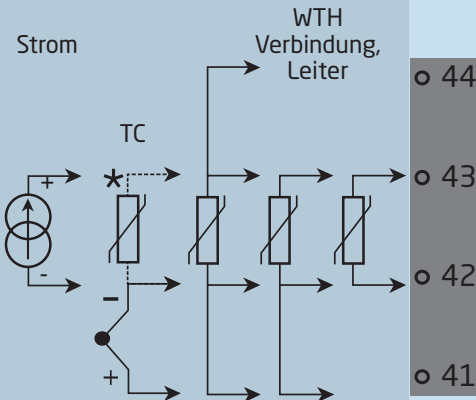 WTH
Strom
Verbindung,
Leiter
44
TC
*
43
+
-
42
-
+
41